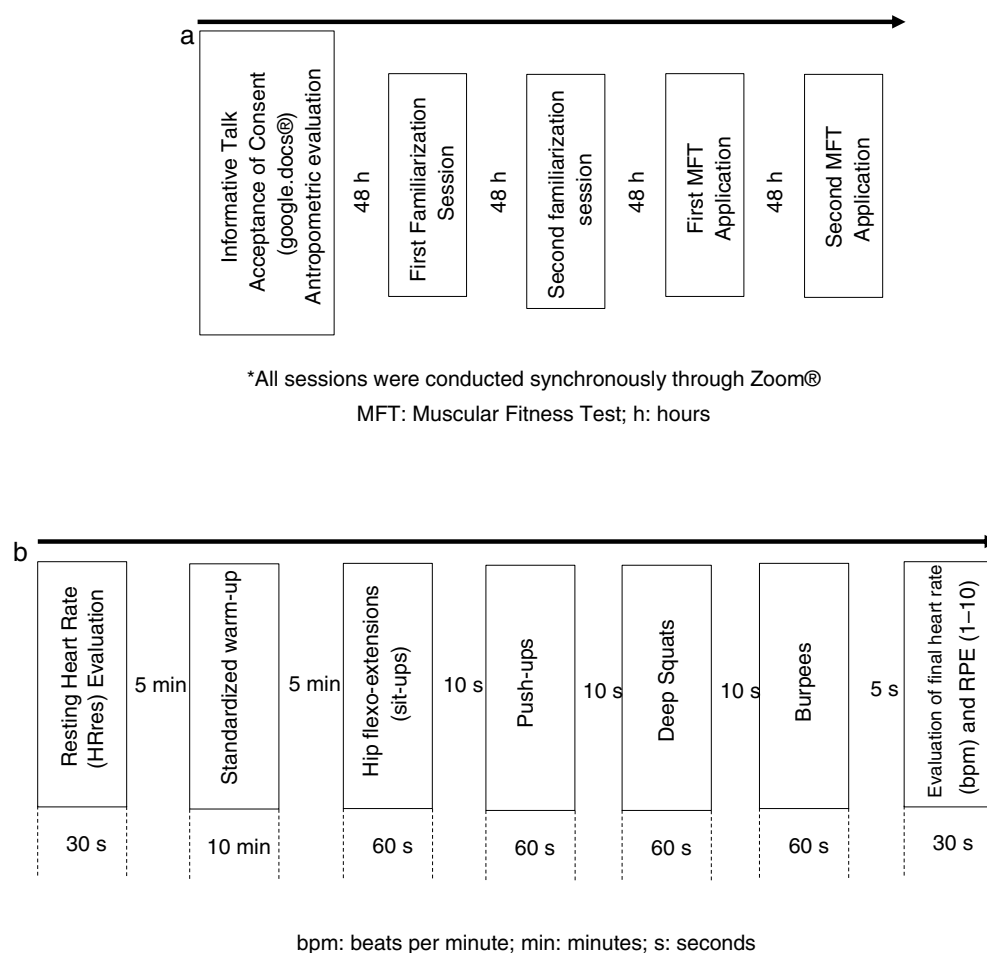 a
Informative Talk
Acceptance of Consent
(google.docs®)
Antropometric evaluation
48 h
First Familiarization
Session
48 h
Second familiarization
session
48 h
First MFT
Application
48 h
Second MFT
Application
*All sessions were conducted synchronously through Zoom®
MFT: Muscular Fitness Test; h: hours
b
Resting Heart Rate
(HRres) Evaluation
5 min
Standardized warm-up
5 min
Hip flexo-extensions
(sit-ups)
10 s
Push-ups
10 s
Deep Squats
10 s
Burpees
5 s
Evaluation of final heart rate
(bpm) and RPE (1–10)
30 s
10 min
60 s
60 s
60 s
60 s
30 s
bpm: beats per minute; min: minutes; s: seconds